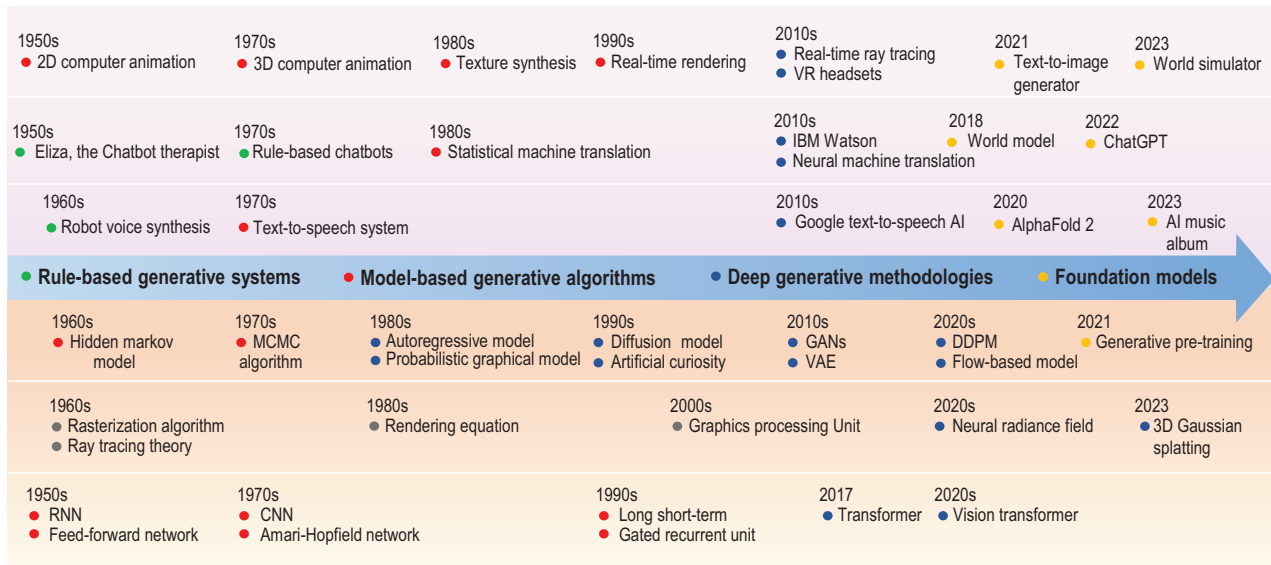 1950s
2D computer animation
1970s
3D computer animation
1980s
Texture synthesis
1990s
Real-time rendering
2010s
Real-time ray tracing
VR headsets
2021
Text-to-image
generator
2023
World simulator
1950s
Eliza, the Chatbot therapist
1970s
Rule-based chatbots
1980s
Statistical machine translation
2010s
IBM Watson
Neural machine translation
2018
World model
2022
ChatGPT
1960s
Robot voice synthesis
1970s
Text-to-speech system
2010s
Google text-to-speech AI
2020
AlphaFold 2
2023
AI music
album
Rule-based generative systems
Model-based generative algorithms
Deep generative methodologies
Foundation models
1960s
Hidden markov
model
1970s
MCMC
algorithm
1980s
Autoregressive model
Probabilistic graphical model
1990s
Diffusion model
Artificial curiosity
2010s
GANs
VAE
2020s
DDPM
Flow-based model
2021
Generative pre-training
1960s
Rasterization algorithm
Ray tracing theory
1980s
Rendering equation
2000s
Graphics processing Unit
2020s
Neural radiance field
2023
3D Gaussian
splatting
1950s
RNN
Feed-forward network
1970s
CNN
Amari-Hopfield network
1990s
Long short-term
Gated recurrent unit
2017
Transformer
2020s
Vision transformer